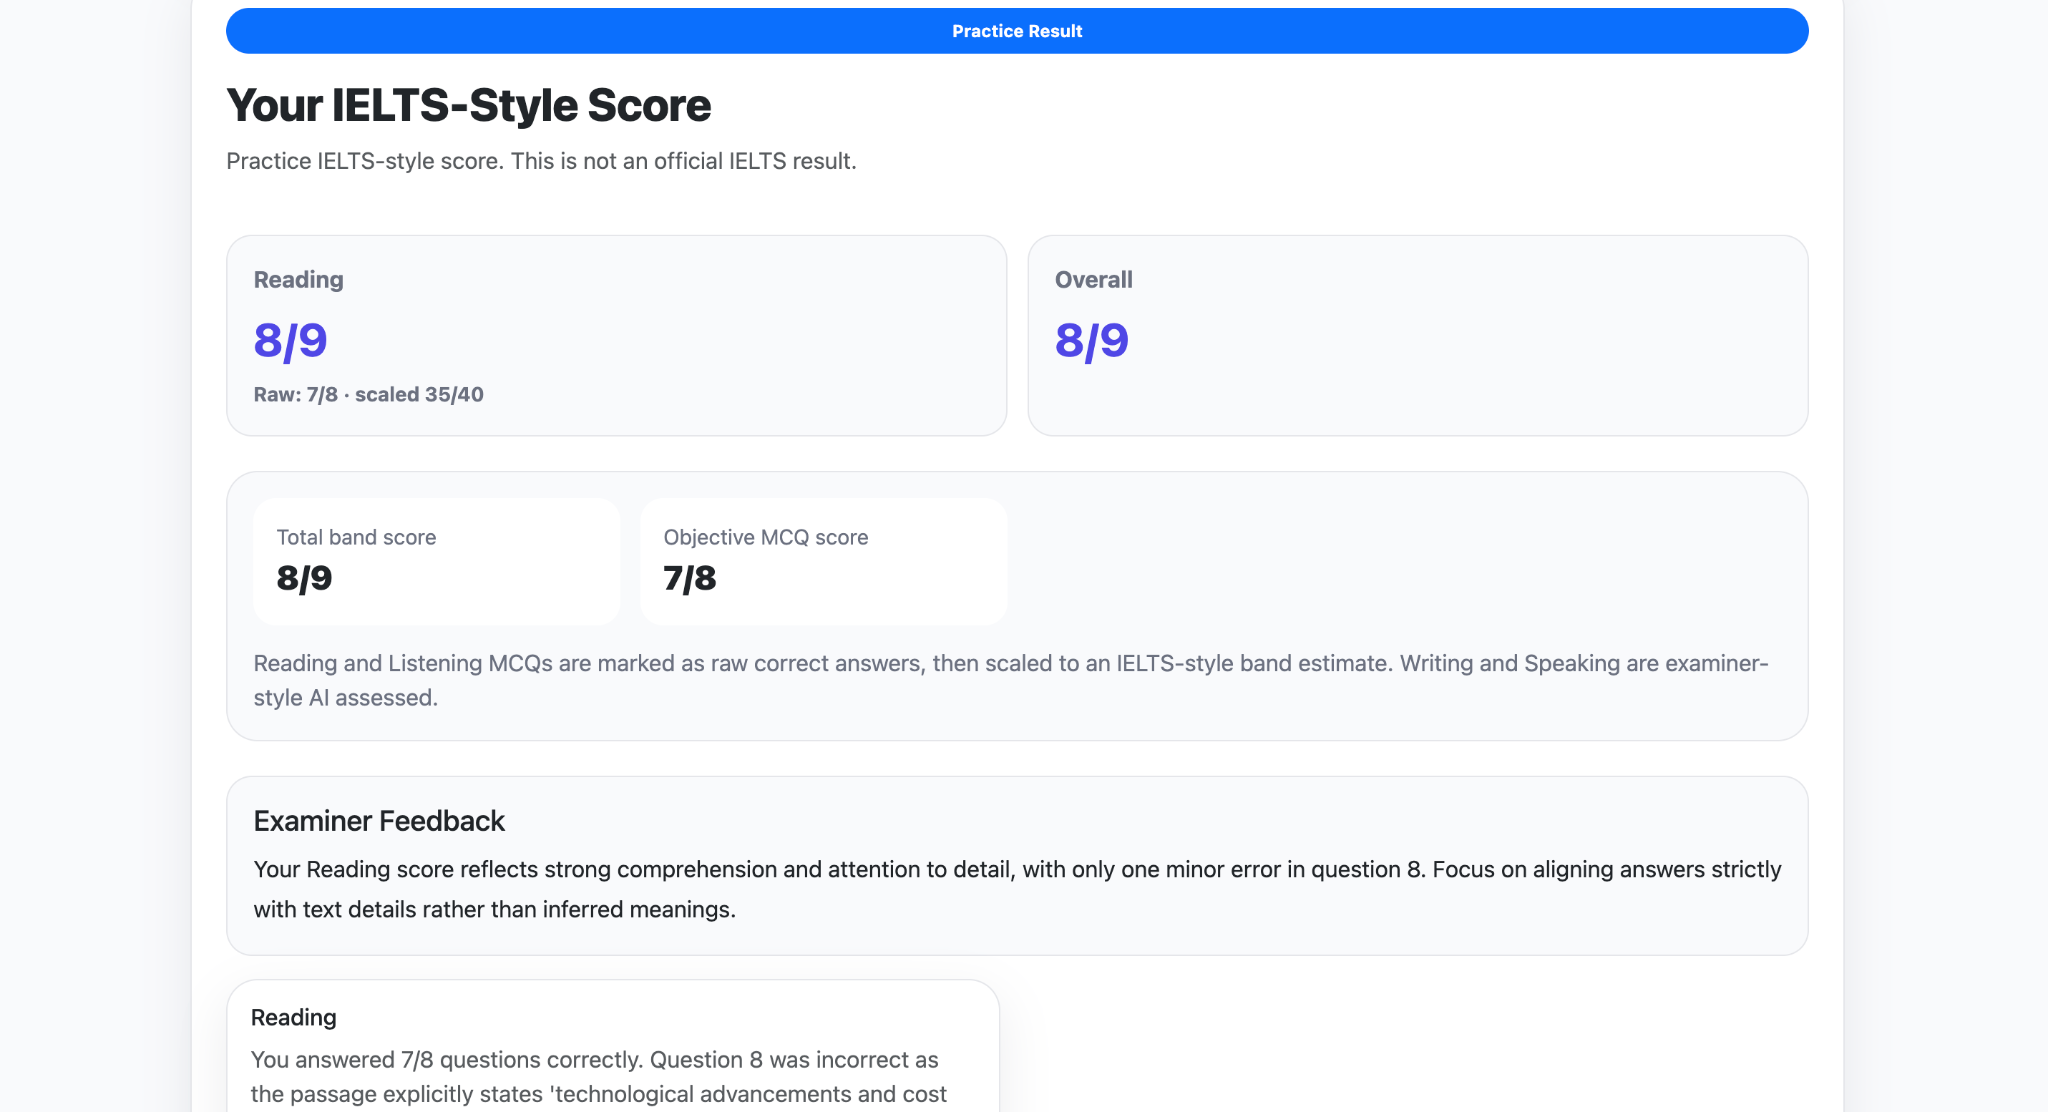 Practice Result
Your IELTS-Style Score
Practice IELTS-style score. This is not an official IELTS result.
Reading
8/9
Raw: 7/8 · scaled 35/40
Overall
8/9
Total band score
8/9
Objective MCQ score
7/8
Reading and Listening MCQs are marked as raw correct answers, then scaled to an IELTS-style band estimate. Writing and Speaking are examiner-
style AI assessed.
Examiner Feedback
Your Reading score reflects strong comprehension and attention to detail, with only one minor error in question 8. Focus on aligning answers strictly
with text details rather than inferred meanings.
Reading
You answered 7/8 questions correctly. Question 8 was incorrect as
the passage explicitly states 'technological advancements and cost